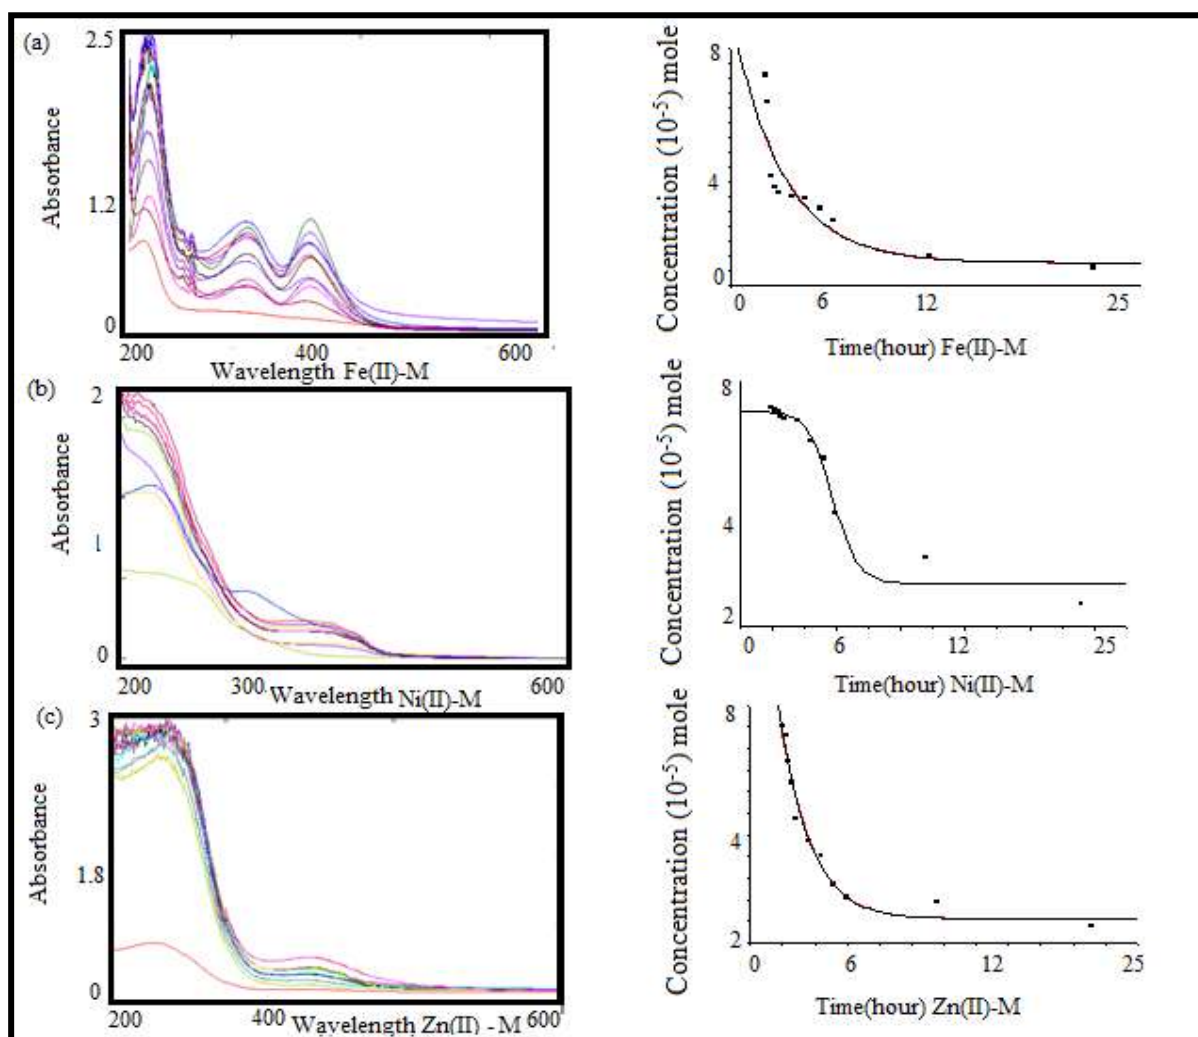 (a)
2.5
1.2
0
Absorbance
200 400 600
Wavelength Fe(II)-M
8
4
0
Concentration (10-5) mole
0 6 12 25
Time(hour) Fe(II)-M
(b)
2
1
0
Absorbance
200 300. 600
Wavelength Ni(II)-M
8
4
2
Concentration (10-5) mole
0 6 12 25
Time(hour) Ni(II)-M
(c)
3
1.8
0
Absorbance
200 400 600
Wavelength Zn(II) - M
8
4
2
Concentration (10-5) mole
0 6 12 25
Time(hour) Zn(II)-M